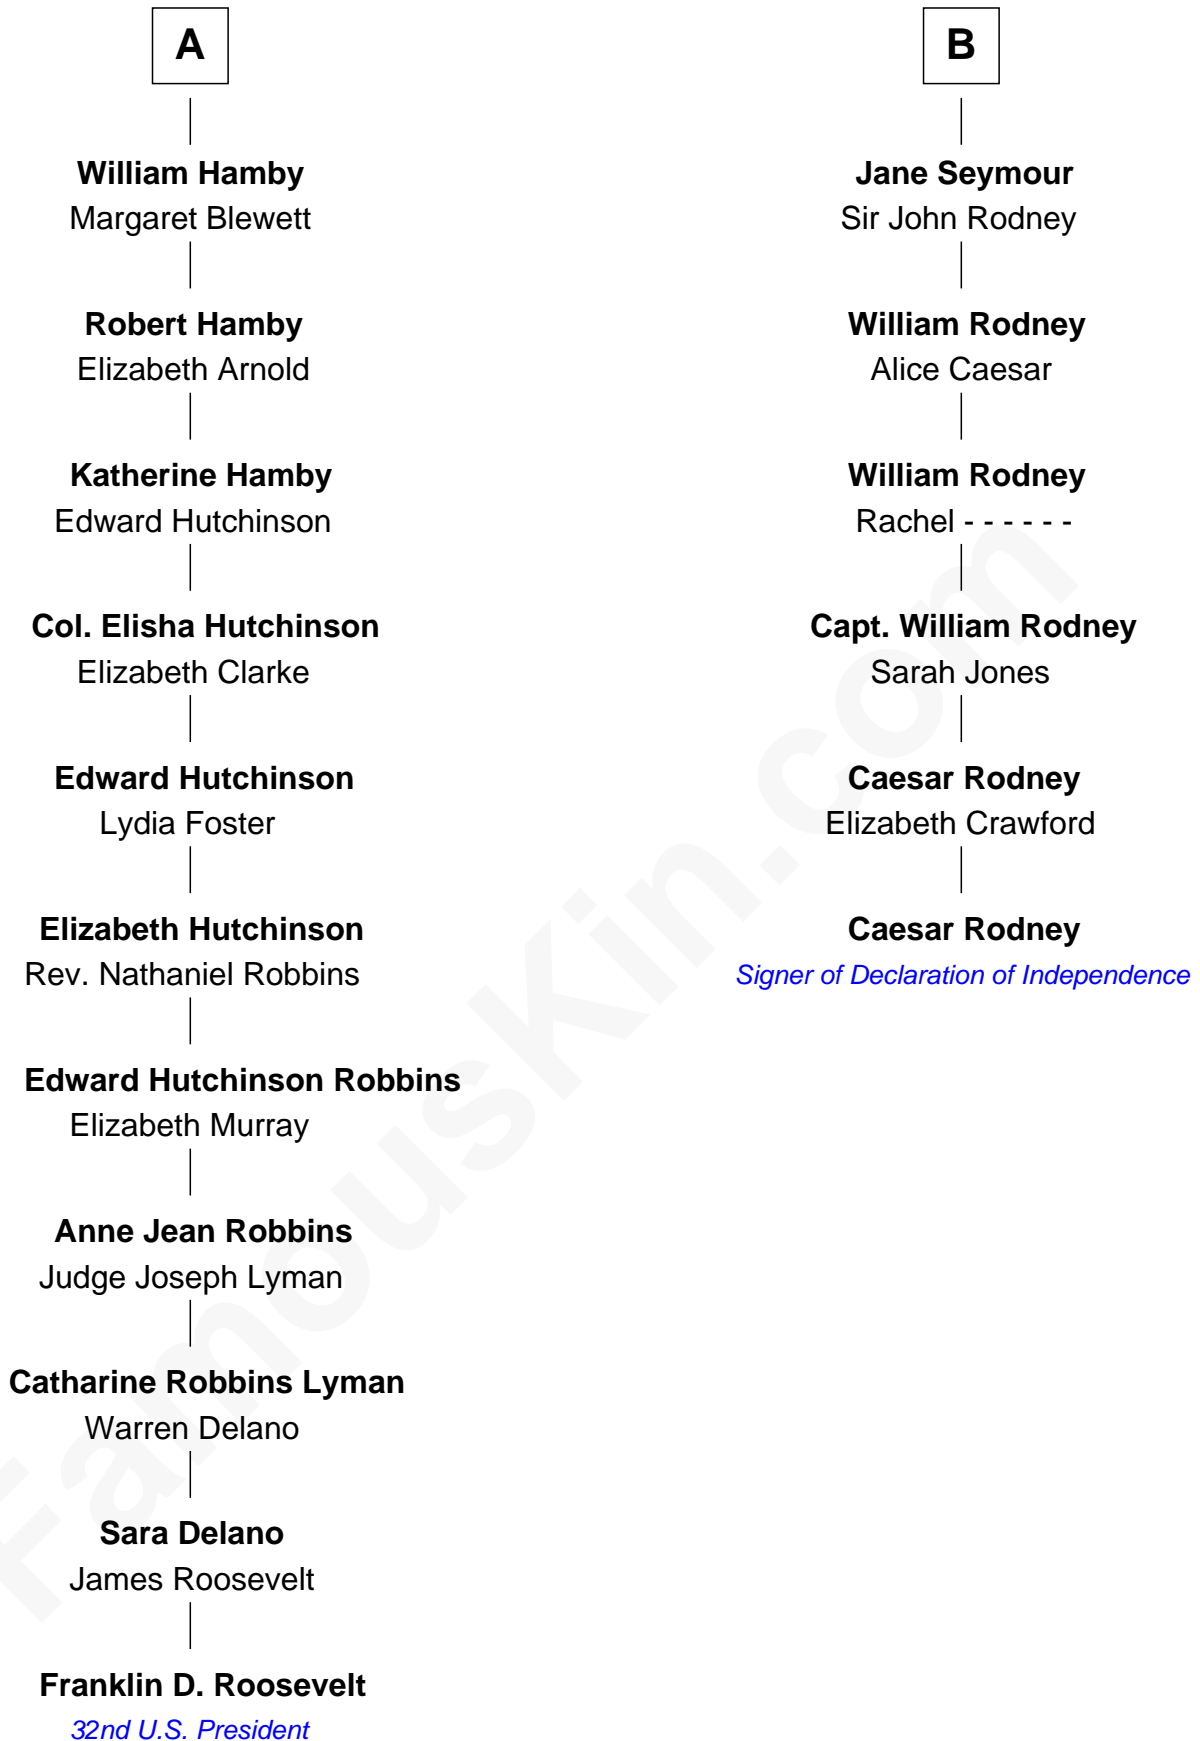 A
William Hamby
Margaret Blewett
Robert Hamby
Elizabeth Arnold
Katherine Hamby
Edward Hutchinson
Col. Elisha Hutchinson
Elizabeth Clarke
Edward Hutchinson
Lydia Foster
Elizabeth Hutchinson
Rev. Nathaniel Robbins
Edward Hutchinson Robbins
Elizabeth Murray
Anne Jean Robbins
Judge Joseph Lyman
Catharine Robbins Lyman
Warren Delano
Sara Delano
James Roosevelt
Franklin D. Roosevelt
32nd U.S. President
B
Jane Seymour
Sir John Rodney
William Rodney
Alice Caesar
William Rodney
Rachel - - - - - -
Capt. William Rodney
Sarah Jones
Caesar Rodney
Elizabeth Crawford
Caesar Rodney
Signer of Declaration of Independence
FamousKin.com